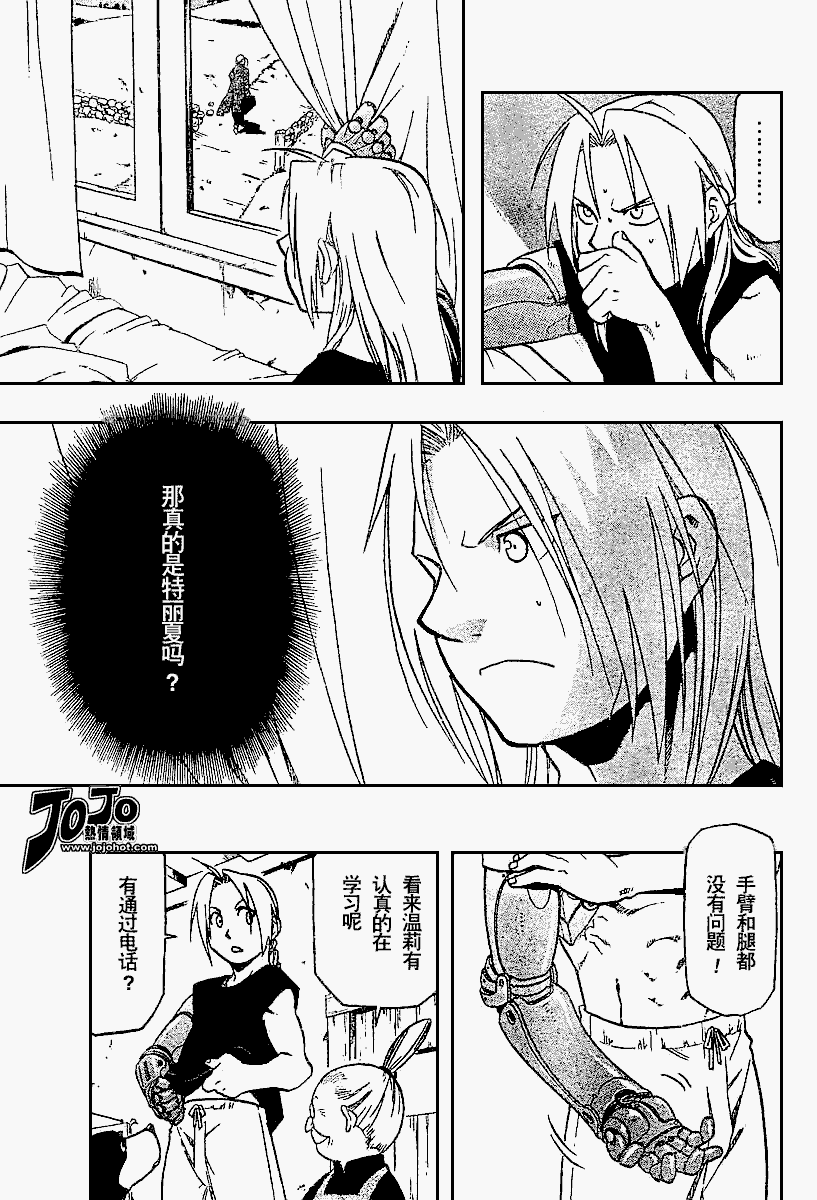 …………
那真的是特丽夏吗?
手臂和腿都
没有问题!
看来温莉有
认真的在
学习呢
有通过电话?
JOJO
熱情領域
www.jojohot.com